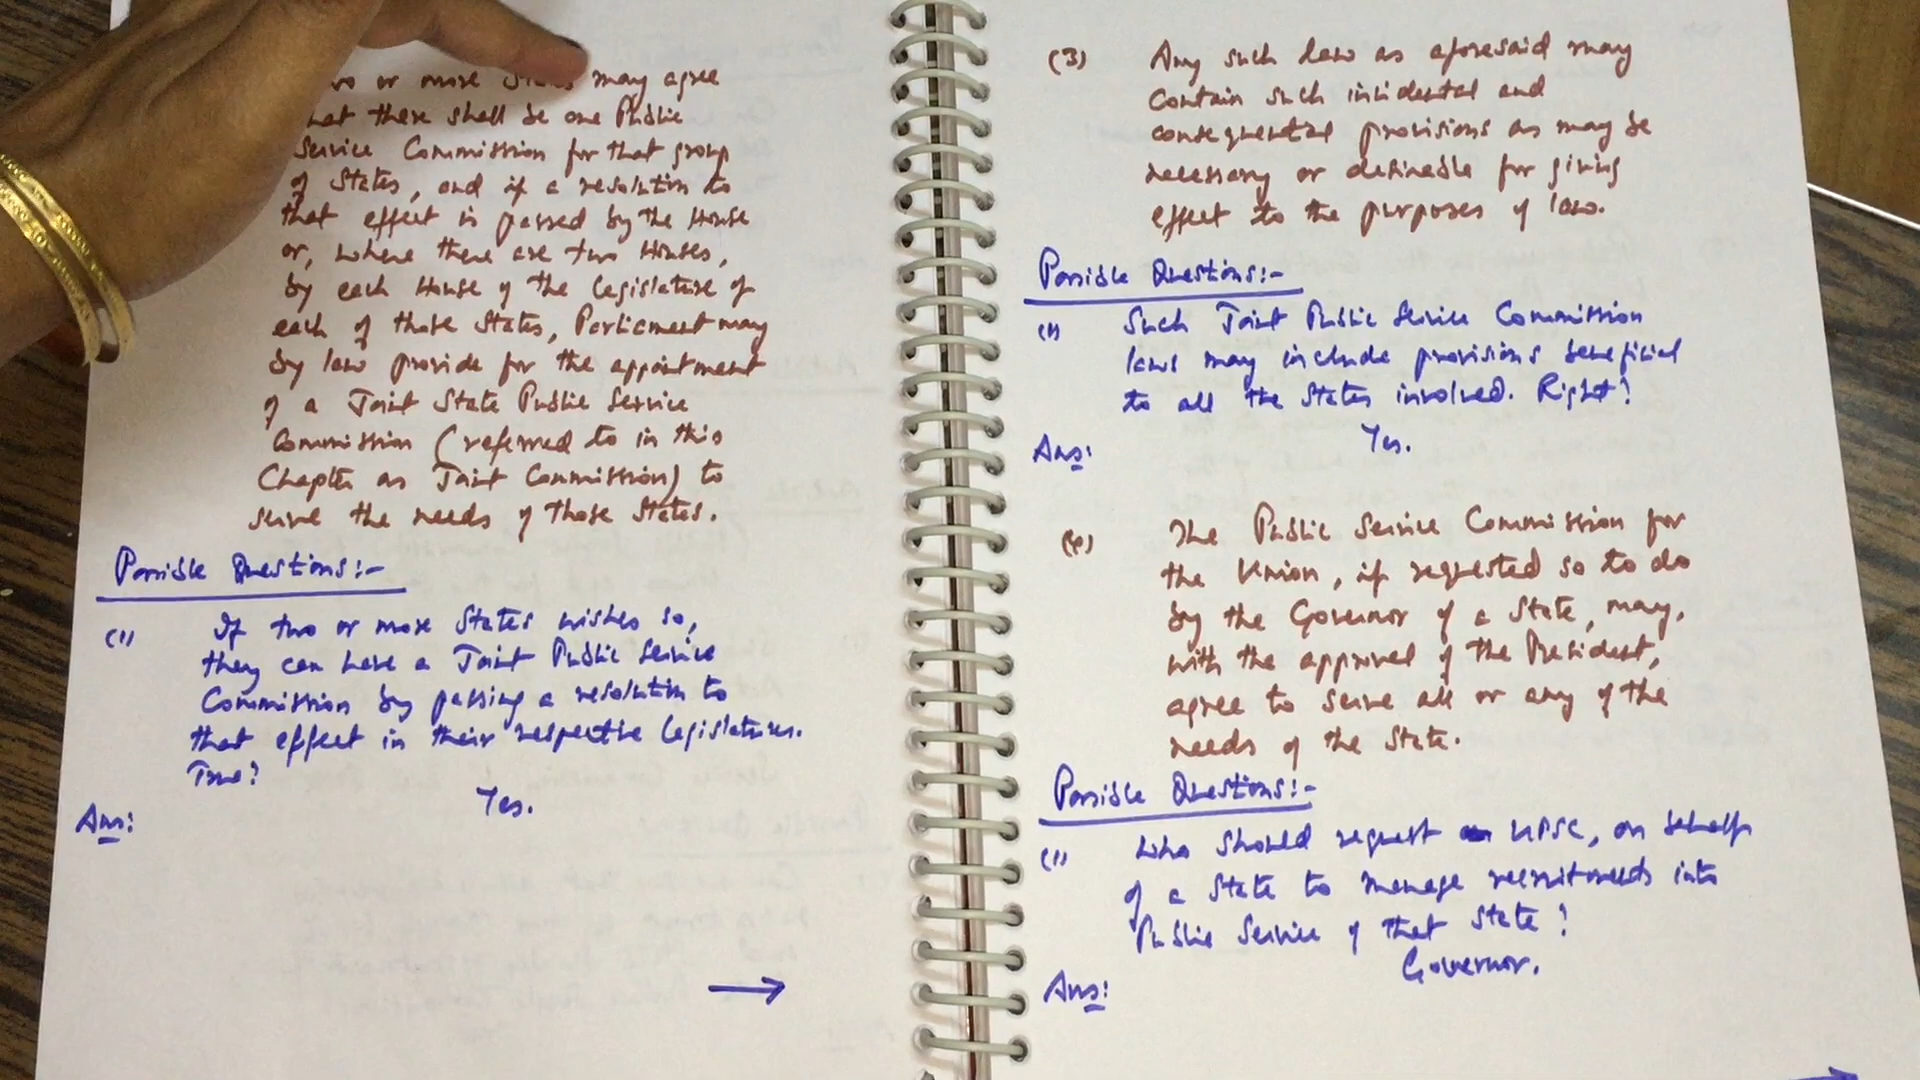 two or more States may agree
that there shall be one Public
Service Commission for that group
of States, and if a resolution to
that effect is passed by the House
or, where there are two Houses,
by each House of the Legislature of
each of those States, Parliament may
by law provide for the appointment
of a Joint State Public Service
Commission (referred to in this
Chapter as Joint Commission) to
serve the needs of those States.
Possible Questions:-
(1) If two or more States wishes so,
they can have a Joint Public Service
Commission by passing a resolution to
that effect in their respective Legislatures.
True?
Yes.
Ans:
(3) Any such law as aforesaid may
contain such incidental and
consequential provisions as may be
necessary or desirable for giving
effect to the purposes of law.
Possible Questions:-
(1) Such Joint Public Service Commission
laws may include provisions beneficial
to all the States involved. Right?
Yes.
Ans:
(4) The Public Service Commission for
the Union, if requested so to do
by the Governor of a State, may,
with the approval of the President,
agree to serve all or any of the
needs of the State.
Possible Questions:-
(1) Who should request UPSC, on behalf
of a State to manage recruitments into
Public Service of that State?
Governor.
Ans: